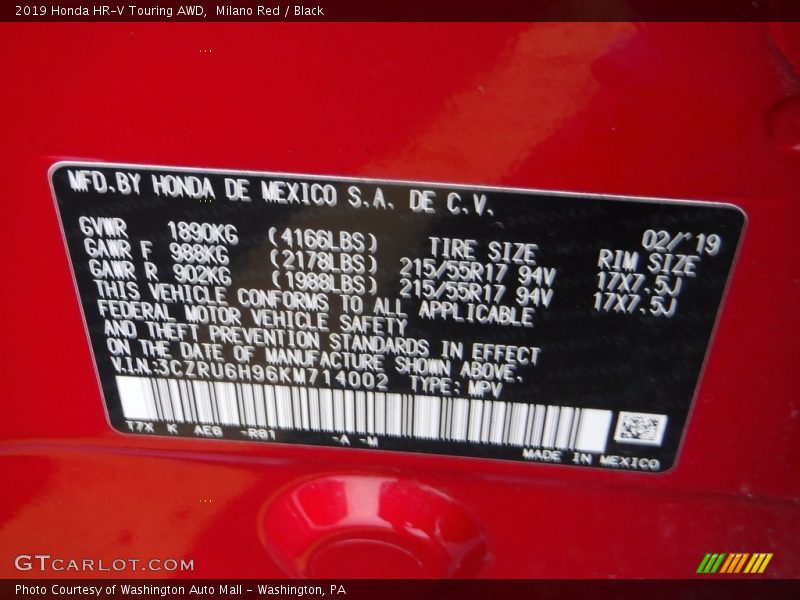 2019 Honda HR-V Touring AWD,  Milano Red / Black
MFD.BY HONDA DE MEXICO S.A. DE C.V.
02/'19
GVWR 1890KG (4166LBS) TIRE SIZE RIM SIZE
GAWR F 988KG (2178LBS) 215/55R17 94V 17X7.5J
GAWR R 902KG (1988LBS) 215/55R17 94V 17X7.5J
THIS VEHICLE CONFORMS TO ALL APPLICABLE
FEDERAL MOTOR VEHICLE SAFETY
AND THEFT PREVENTION STANDARDS IN EFFECT
ON THE DATE OF MANUFACTURE SHOWN ABOVE.
V.I.N:3CZRU6H96KM714002 TYPE: MPV
T7X K AE6 -R81 -A -M
MADE IN MEXICO
GTCARLOT.COM
Photo Courtesy of Washington Auto Mall - Washington, PA